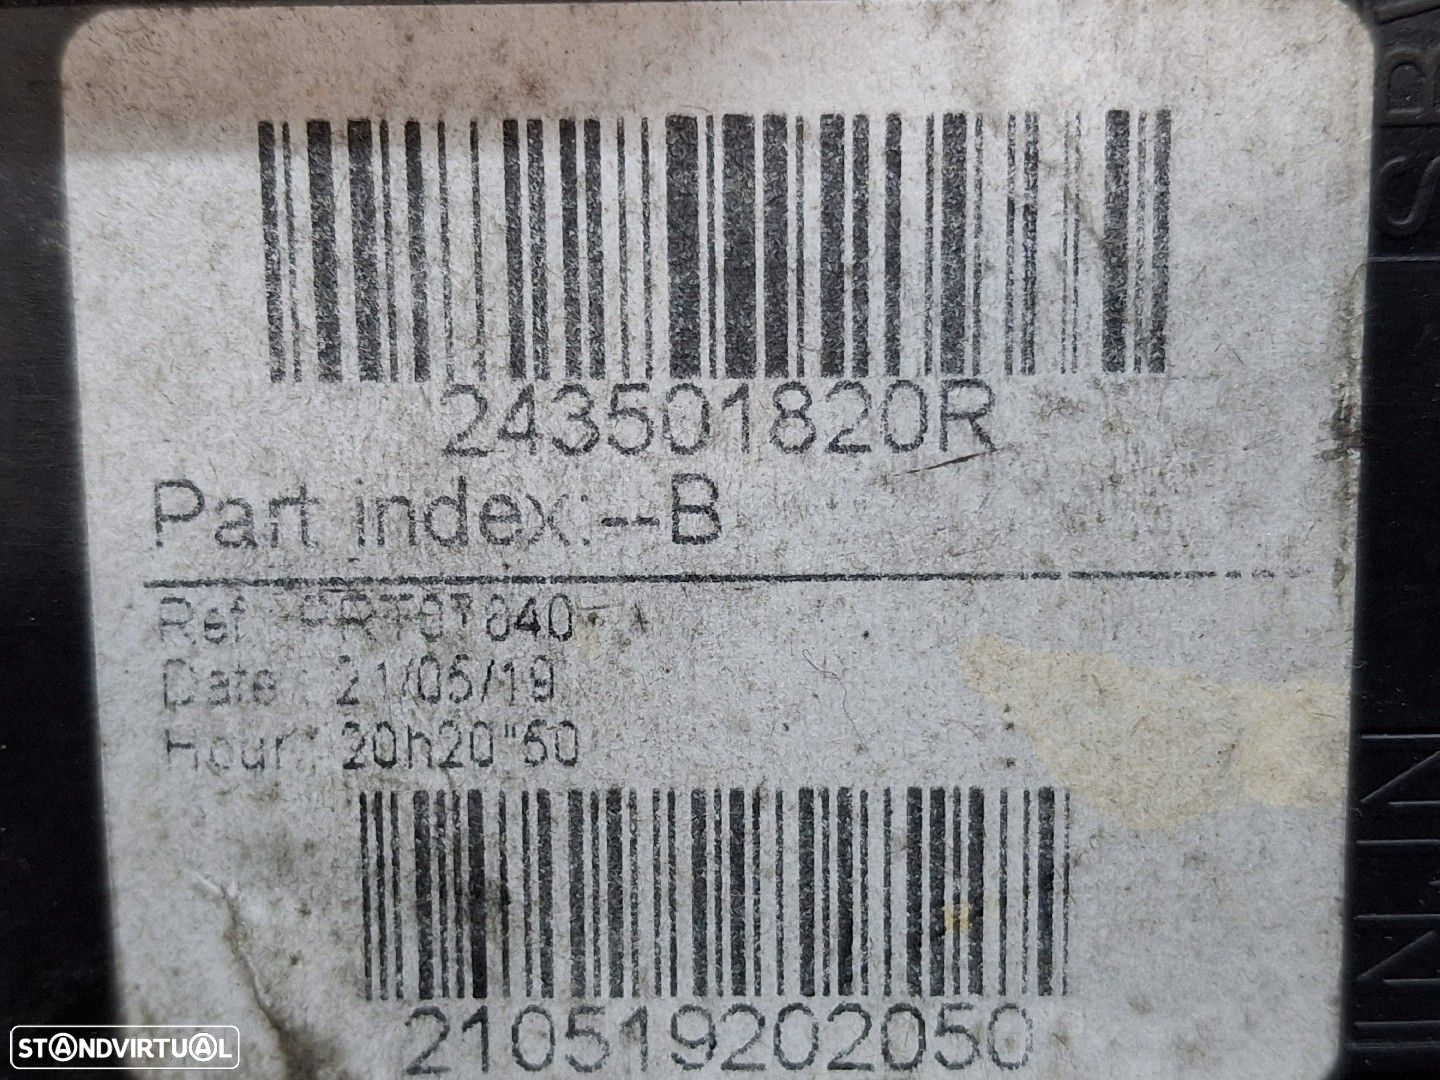 243501820R
Part index:--B
Ref :
Date : 21/05/19
Hour : 20h20"50
210519202050
STANDVIRTUAL